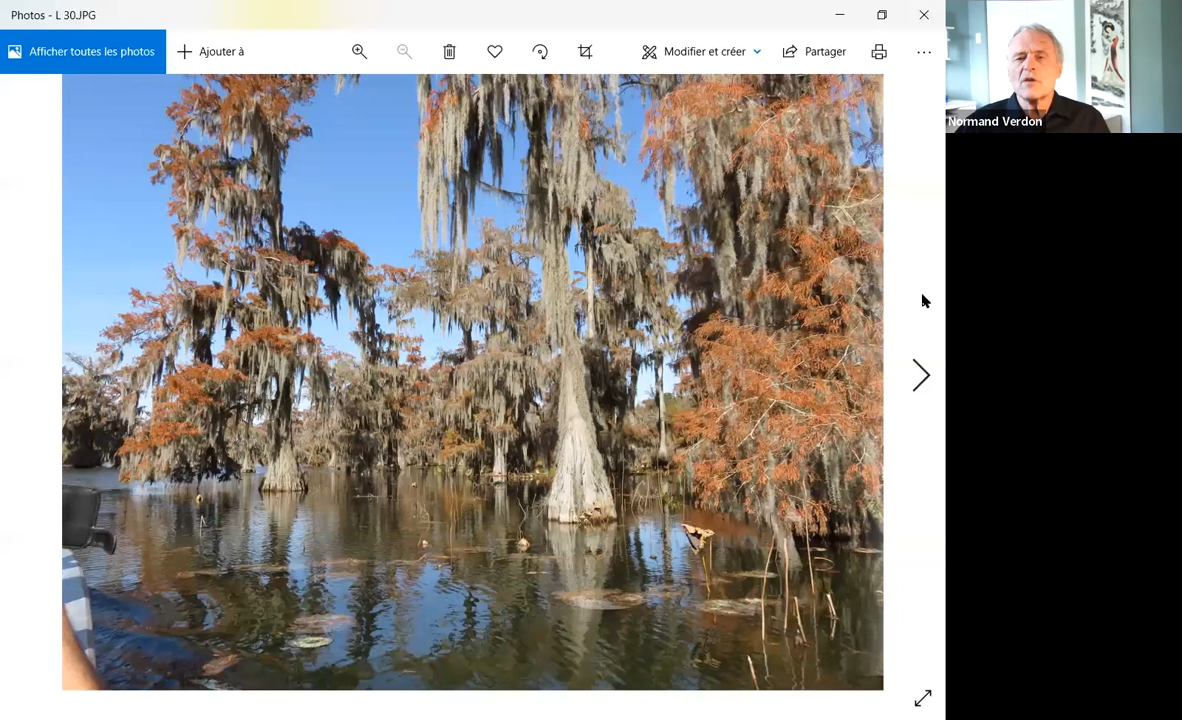 Photos - L 30.JPG
Afficher toutes les photos
Ajouter à
Modifier et créer
Partager
Normand Verdon